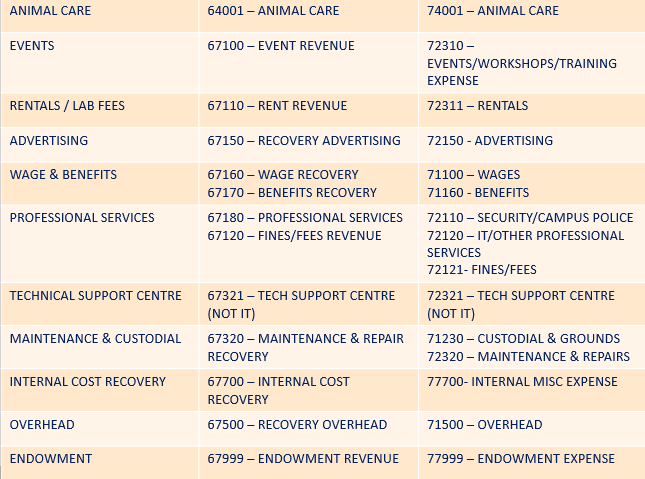 ANIMAL CARE
64001 – ANIMAL CARE
74001 – ANIMAL CARE
EVENTS
67100 – EVENT REVENUE
72310 –
EVENTS/WORKSHOPS/TRAINING
EXPENSE
RENTALS / LAB FEES
67110 – RENT REVENUE
72311 – RENTALS
ADVERTISING
67150 – RECOVERY ADVERTISING
72150 - ADVERTISING
WAGE & BENEFITS
67160 – WAGE RECOVERY
67170 – BENEFITS RECOVERY
71100 – WAGES
71160 - BENEFITS
PROFESSIONAL SERVICES
67180 – PROFESSIONAL SERVICES
67120 – FINES/FEES REVENUE
72110 – SECURITY/CAMPUS POLICE
72120 – IT/OTHER PROFESSIONAL
SERVICES
72121- FINES/FEES
TECHNICAL SUPPORT CENTRE
67321 – TECH SUPPORT CENTRE
(NOT IT)
72321 – TECH SUPPORT CENTRE
(NOT IT)
MAINTENANCE & CUSTODIAL
67320 – MAINTENANCE & REPAIR
RECOVERY
71230 – CUSTODIAL & GROUNDS
72320 – MAINTENANCE & REPAIRS
INTERNAL COST RECOVERY
67700 – INTERNAL COST
RECOVERY
77700- INTERNAL MISC EXPENSE
OVERHEAD
67500 – RECOVERY OVERHEAD
71500 – OVERHEAD
ENDOWMENT
67999 – ENDOWMENT REVENUE
77999 – ENDOWMENT EXPENSE